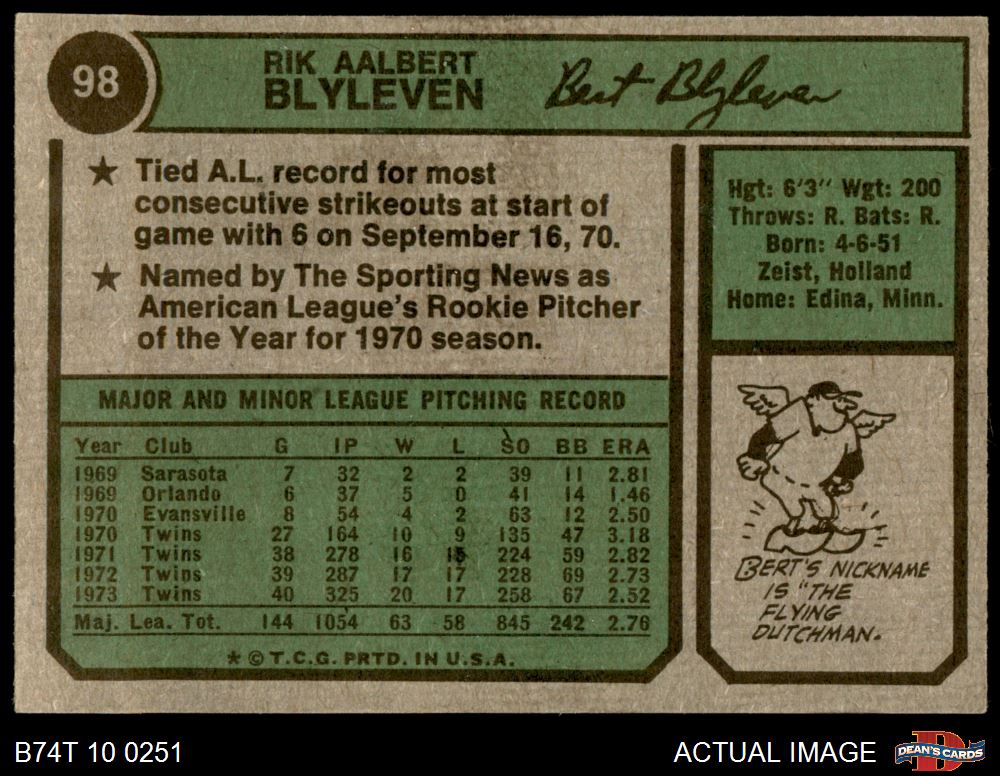 98
RIK AALBERT
BLYLEVEN
Bert Blyleven
★ Tied A.L. record for most
consecutive strikeouts at start of
game with 6 on September 16, 70.
★ Named by The Sporting News as
American League's Rookie Pitcher
of the Year for 1970 season.
Hgt: 6'3" Wgt: 200
Throws: R. Bats: R.
Born: 4-6-51
Zeist, Holland
Home: Edina, Minn.
MAJOR AND MINOR LEAGUE PITCHING RECORD
Year Club G IP W L SO BB ERA
1969 Sarasota 7 32 2 2 39 11 2.81
1969 Orlando 6 37 5 0 41 14 1.46
1970 Evansville 8 54 4 2 63 12 2.50
1970 Twins 27 164 10 9 135 47 3.18
1971 Twins 38 278 16 15 224 59 2.82
1972 Twins 39 287 17 17 228 69 2.73
1973 Twins 40 325 20 17 258 67 2.52
Maj. Lea. Tot. 144 1054 63 58 845 242 2.76
* © T.C.G. PRTD. IN U.S.A.
BERT'S NICKNAME
IS "THE
FLYING
DUTCHMAN.
B74T 10 0251
ACTUAL IMAGE
DEAN'S CARDS